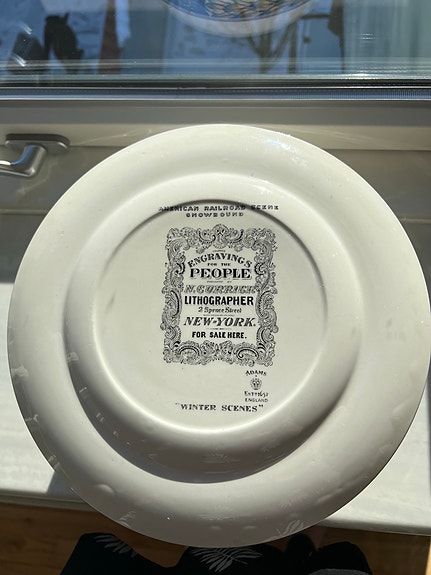 AMERICAN RAILROAD SCENE
SNOWBOUND
ENGRAVINGS
FOR THE
PEOPLE
N. CURRIER
LITHOGRAPHER
2 Spruce Street
NEW-YORK.
FOR SALE HERE.
ADAMS
ESTD 1657
ENGLAND
"WINTER SCENES"